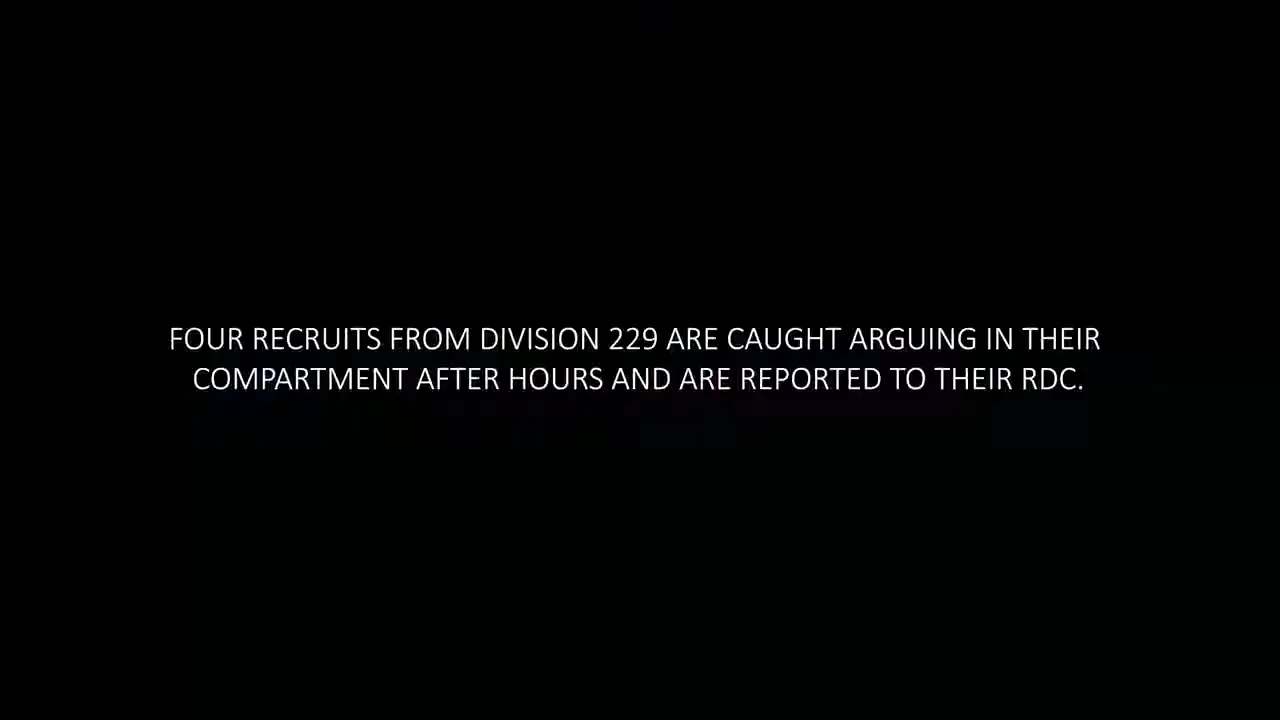 FOUR RECRUITS FROM DIVISION 229 ARE CAUGHT ARGUING IN THEIR
COMPARTMENT AFTER HOURS AND ARE REPORTED TO THEIR RDC.